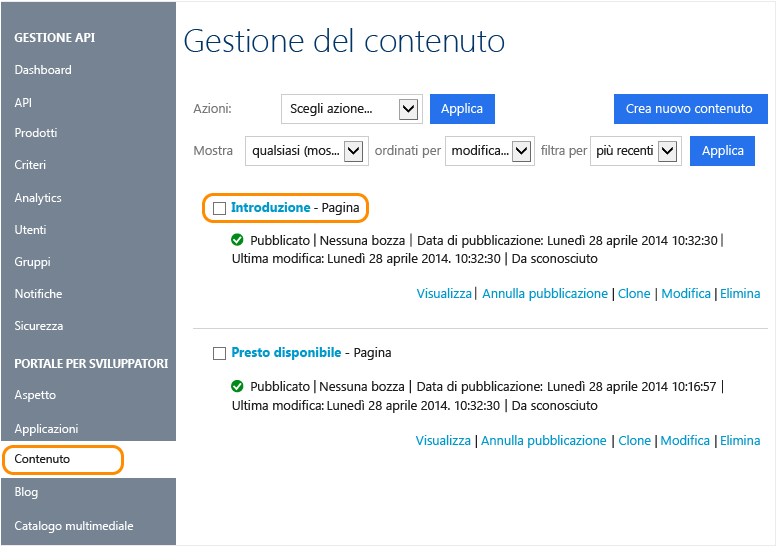 GESTIONE API
Dashboard
API
Prodotti
Criteri
Analytics
Utenti
Gruppi
Notifiche
Sicurezza
PORTALE PER SVILUPPATORI
Aspetto
Applicazioni
Contenuto
Blog
Catalogo multimediale
Gestione del contenuto
Azioni: Scegli azione... Applica Crea nuovo contenuto
Mostra qualsiasi (mos... ordinati per modifica... filtra per più recenti Applica
Introduzione - Pagina
Pubblicato | Nessuna bozza | Data di pubblicazione: Lunedì 28 aprile 2014 10:32:30 |
Ultima modifica: Lunedì 28 aprile 2014. 10:32:30 | Da sconosciuto
Visualizza | Annulla pubblicazione | Clone | Modifica | Elimina
Presto disponibile - Pagina
Pubblicato | Nessuna bozza | Data di pubblicazione: Lunedì 28 aprile 2014 10:16:57 |
Ultima modifica: Lunedì 28 aprile 2014. 10:32:30 | Da sconosciuto
Visualizza | Annulla pubblicazione | Clone | Modifica | Elimina